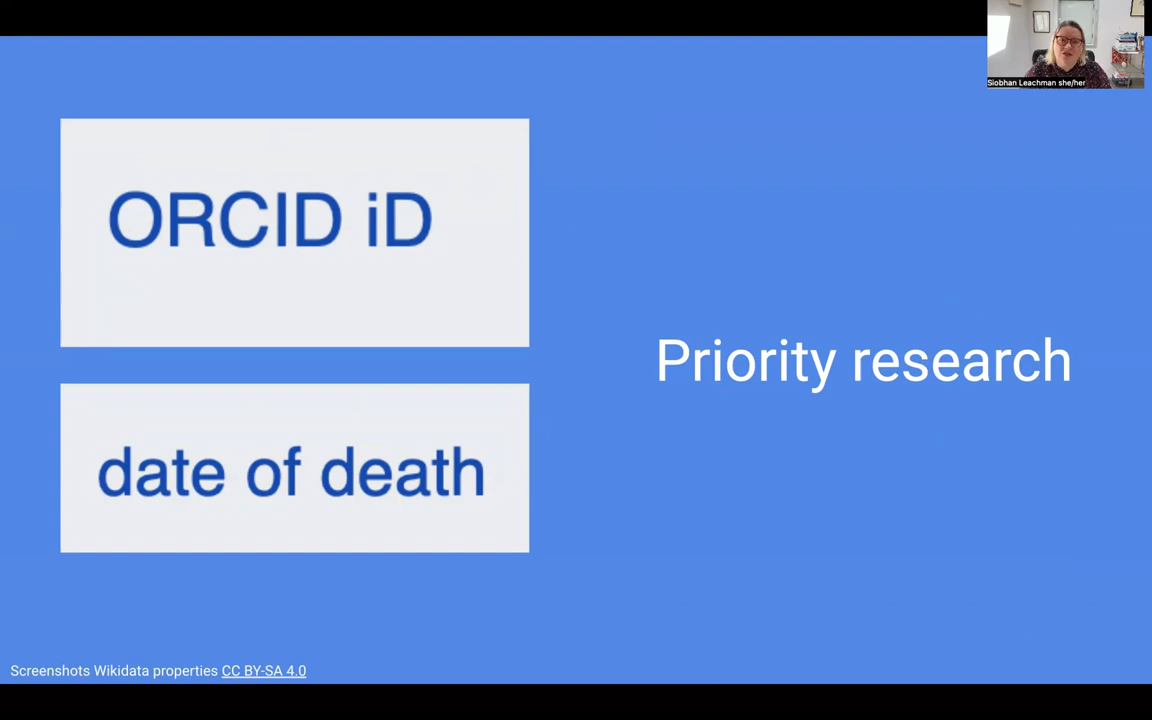 Siobhan Leachman she/her
ORCID iD
Priority research
date of death
Screenshots Wikidata properties CC BY-SA 4.0